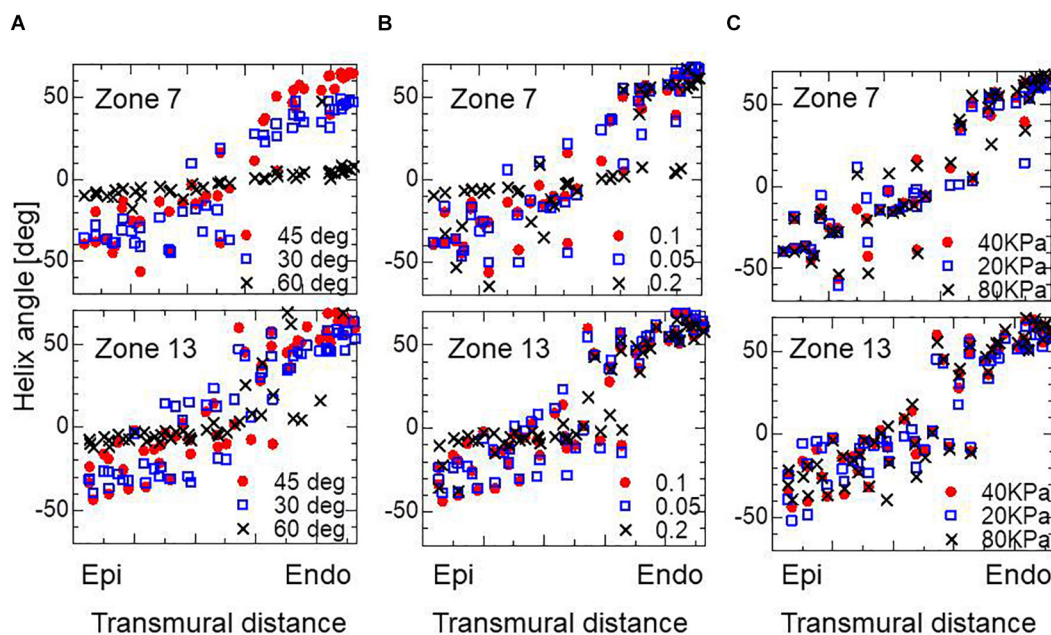 A
B
C
Helix angle [deg]
50
0
-50
Zone 7
45 deg
30 deg
60 deg
Zone 7
0.1
0.05
0.2
50
0
-50
Zone 7
40KPa
20KPa
80KPa
50
0
-50
Zone 13
45 deg
30 deg
60 deg
Zone 13
0.1
0.05
0.2
50
0
-50
Zone 13
40KPa
20KPa
80KPa
Epi Endo
Epi Endo
Epi Endo
Transmural distance
Transmural distance
Transmural distance